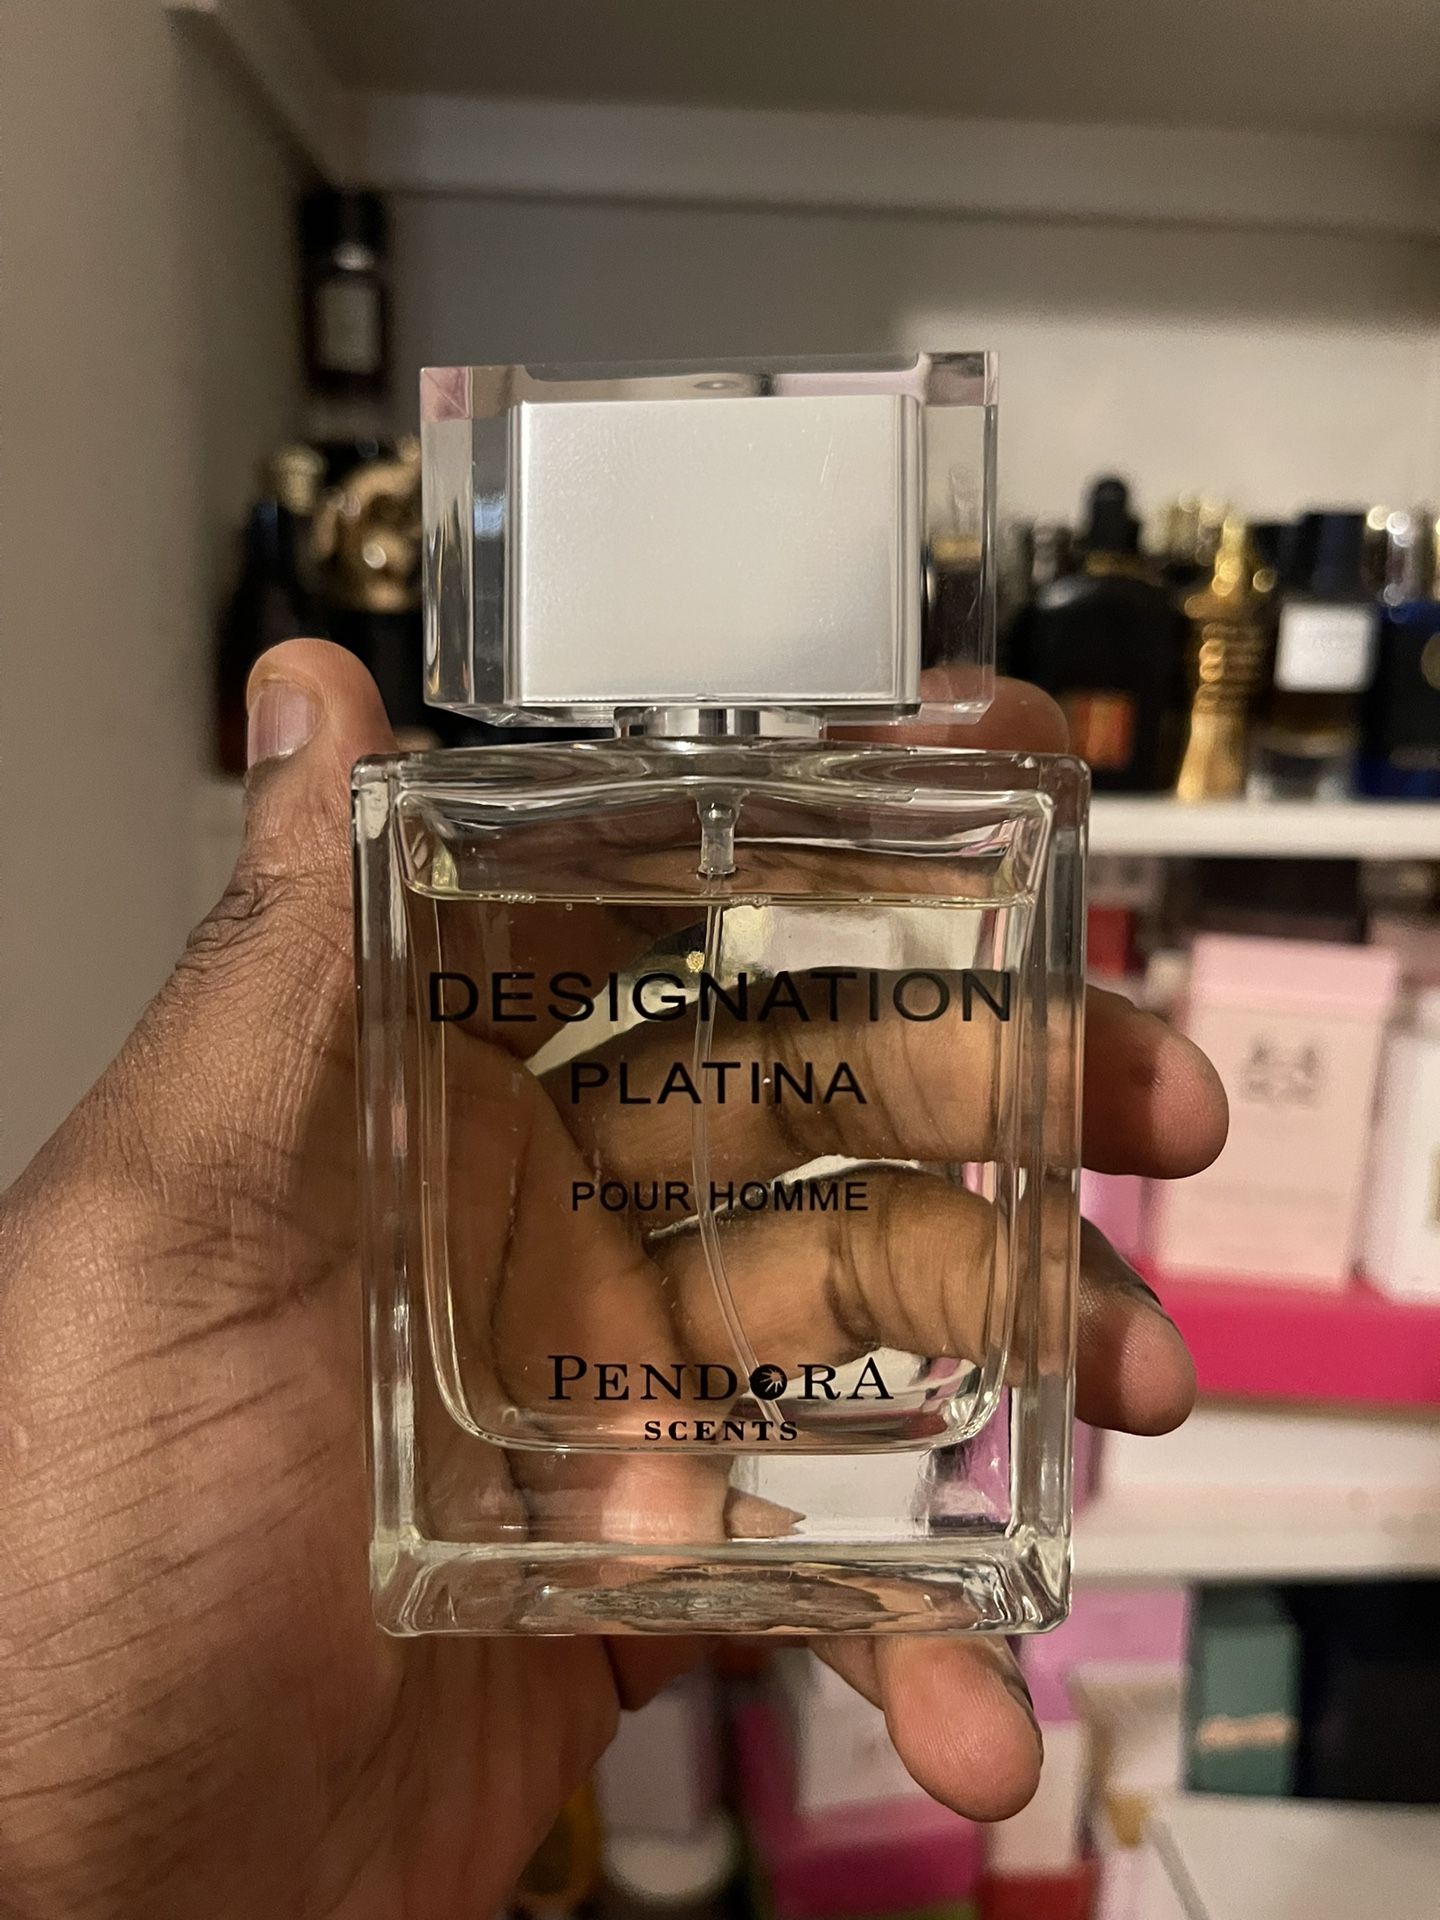 DESIGNATION
PLATINA
POUR HOMME
PENDORA
SCENTS